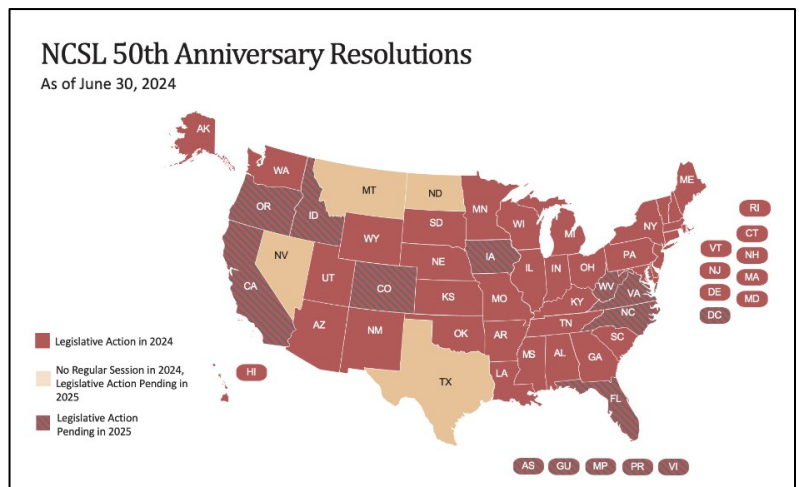 NCSL 50th Anniversary Resolutions
As of June 30, 2024
AK
WA
MT
ND
MN
ME
OR
ID
SD
WI
MI
NY
RI
WY
CT
NV
NE
IA
PA
VT
NH
CA
UT
CO
IL
IN
OH
NJ
MA
KS
MO
WV
VA
DE
MD
KY
NC
DC
AZ
NM
OK
AR
TN
SC
MS
AL
GA
LA
TX
FL
HI
Legislative Action in 2024
No Regular Session in 2024,
Legislative Action Pending in
2025
Legislative Action
Pending in 2025
AS
GU
MP
PR
VI